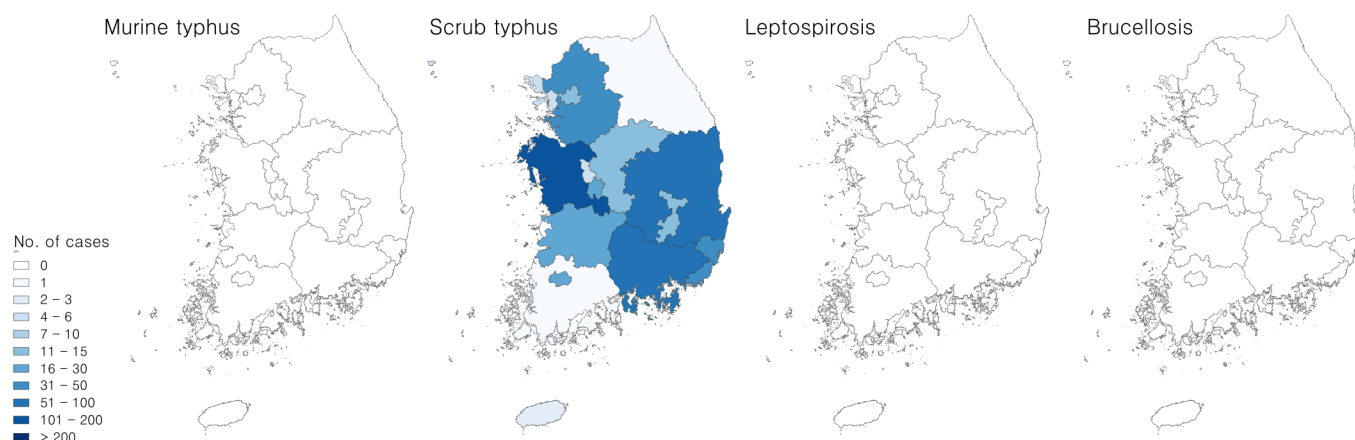 Murine typhus
Scrub typhus
Leptospirosis
Brucellosis
No. of cases
0
1
2 – 3
4 – 6
7 – 10
11 – 15
16 – 30
31 – 50
51 – 100
101 – 200
> 200